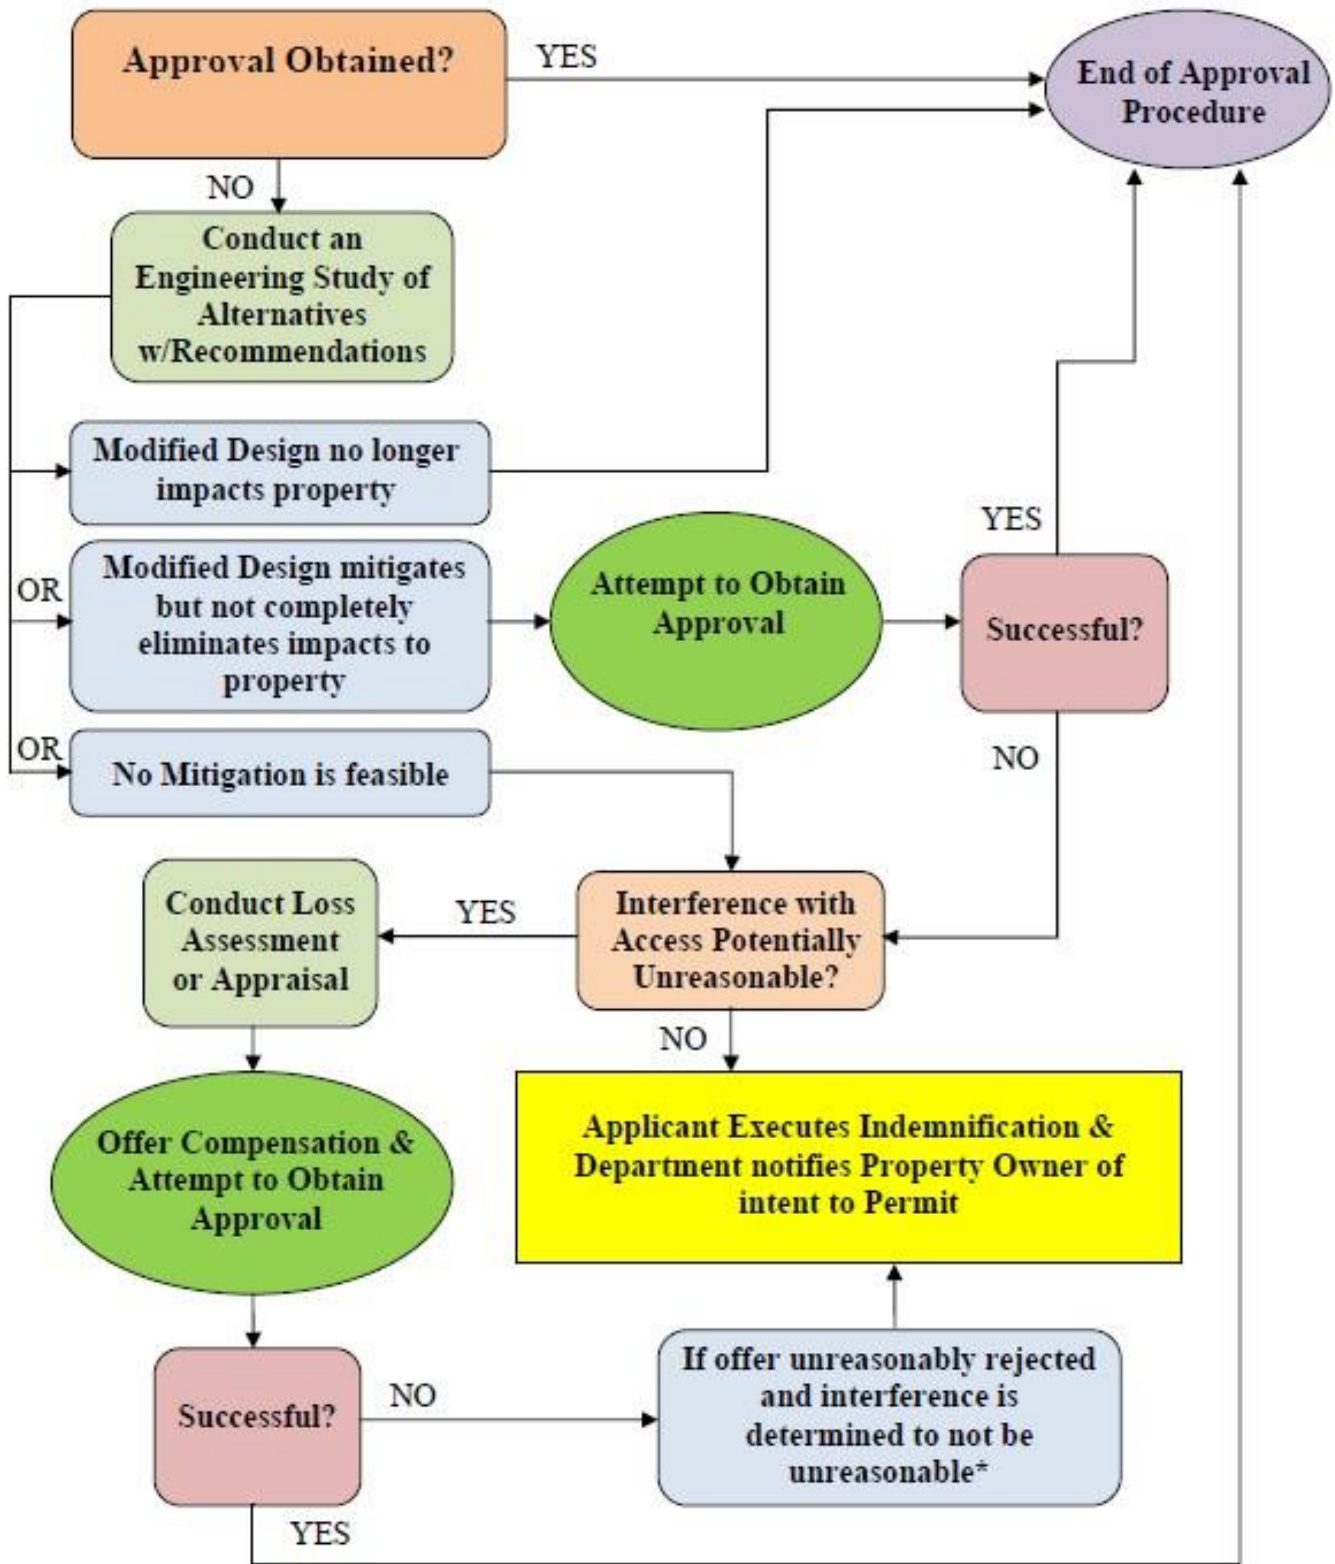 Approval Obtained?
YES
End of Approval
Procedure
NO
Conduct an
Engineering Study of
Alternatives
w/Recommendations
Modified Design no longer
impacts property
OR
Modified Design mitigates
but not completely
eliminates impacts to
property
Attempt to Obtain
Approval
YES
Successful?
NO
OR
No Mitigation is feasible
Conduct Loss
Assessment
or Appraisal
YES
Interference with
Access Potentially
Unreasonable?
NO
Offer Compensation &
Attempt to Obtain
Approval
Applicant Executes Indemnification &
Department notifies Property Owner of
intent to Permit
Successful?
NO
If offer unreasonably rejected
and interference is
determined to not be
unreasonable*
YES